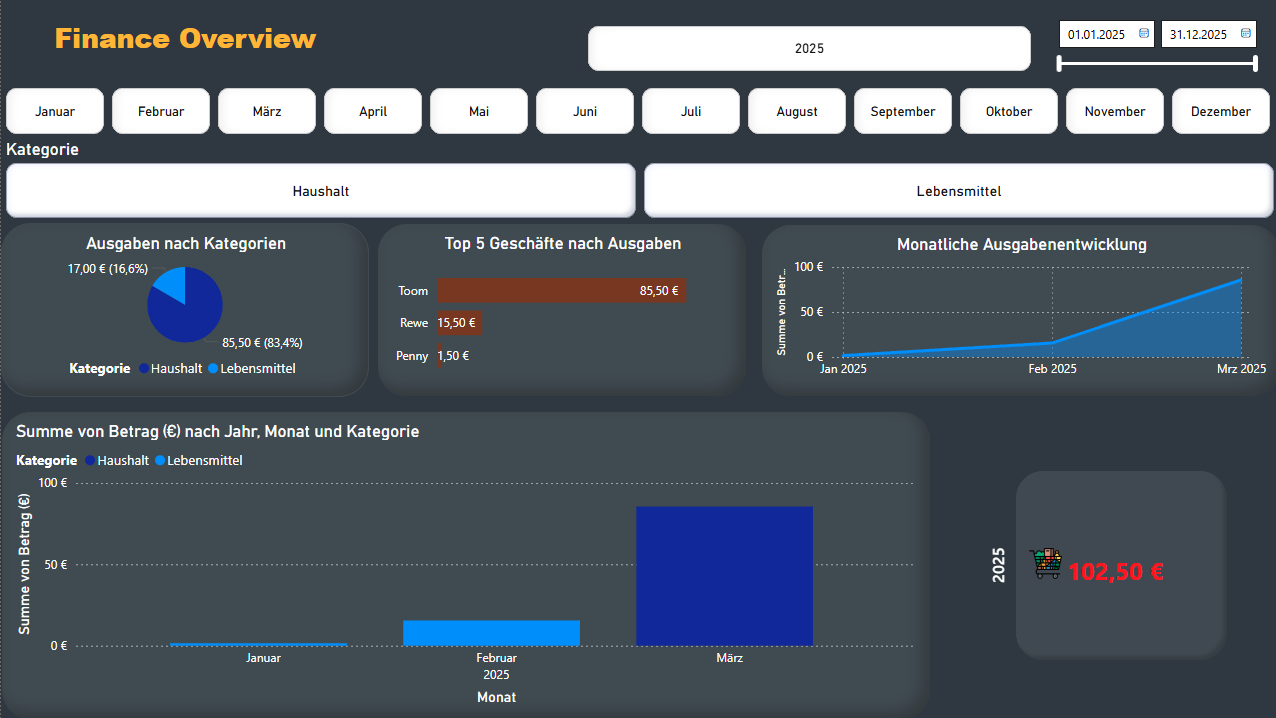 Finance Overview
2025
01.01.2025 31.12.2025
Januar Februar März April Mai Juni Juli August September Oktober November Dezember
Kategorie
Haushalt Lebensmittel
Ausgaben nach Kategorien
17,00 € (16,6%)
85,50 € (83,4%)
Kategorie Haushalt Lebensmittel
Top 5 Geschäfte nach Ausgaben
Toom 85,50 €
Rewe 15,50 €
Penny 1,50 €
Monatliche Ausgabenentwicklung
Summe von Betr...
100 €
50 €
0 €
Jan 2025 Feb 2025 Mrz 2025
Summe von Betrag (€) nach Jahr, Monat und Kategorie
Kategorie Haushalt Lebensmittel
Summe von Betrag (€)
100 €
50 €
0 €
Januar Februar März
2025
Monat
2025
102,50 €